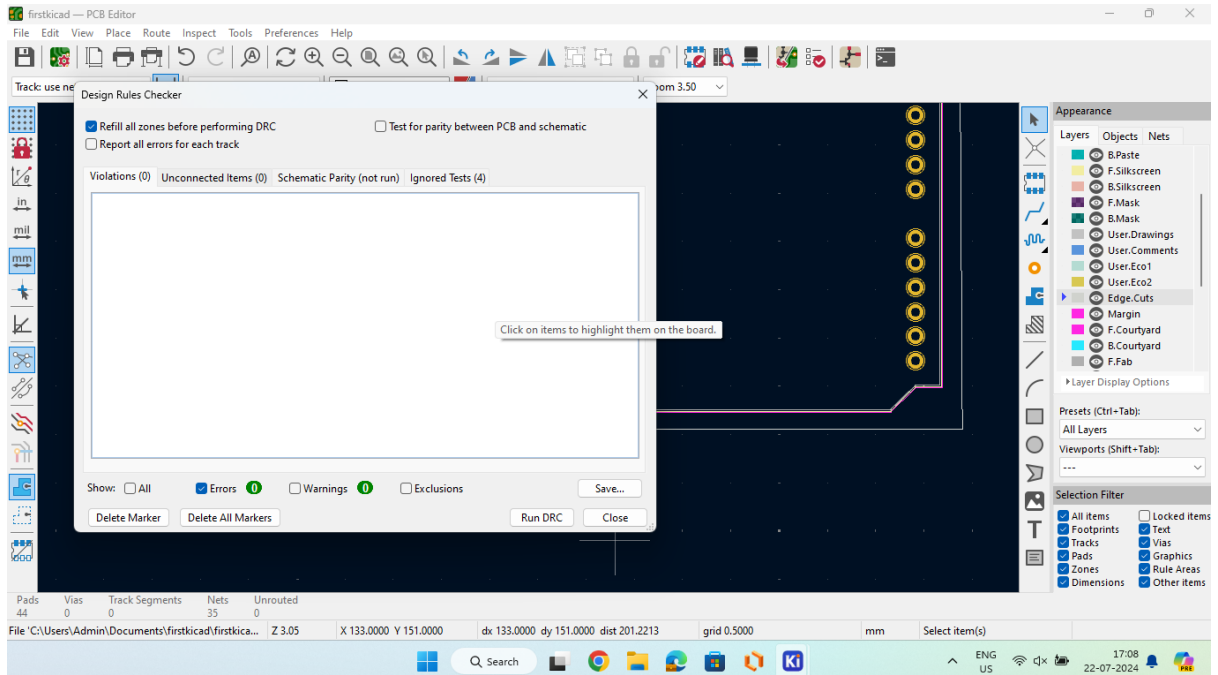 firstkicad — PCB Editor
File Edit View Place Route Inspect Tools Preferences Help
Track: use ne
om 3.50
Design Rules Checker
Refill all zones before performing DRC
Test for parity between PCB and schematic
Report all errors for each track
Violations (0) Unconnected Items (0) Schematic Parity (not run) Ignored Tests (4)
Click on items to highlight them on the board.
Show: All Errors 0 Warnings 0 Exclusions Save...
Delete Marker Delete All Markers Run DRC Close
in
mil
mm
Appearance
Layers Objects Nets
B.Paste
F.Silkscreen
B.Silkscreen
F.Mask
B.Mask
User.Drawings
User.Comments
User.Eco1
User.Eco2
Edge.Cuts
Margin
F.Courtyard
B.Courtyard
F.Fab
Layer Display Options
Presets (Ctrl+Tab):
All Layers
Viewports (Shift+Tab):
---
Selection Filter
All items Locked items
Footprints Text
Tracks Vias
Pads Graphics
Zones Rule Areas
Dimensions Other items
Pads Vias Track Segments Nets Unrouted
44 0 0 35 0
File 'C:\Users\Admin\Documents\firstkicad\firstkica... Z 3.05 X 133.0000 Y 151.0000 dx 133.0000 dy 151.0000 dist 201.2213 grid 0.5000 mm Select item(s)
Search
Ki
ENG
US
17:08
22-07-2024
PRE